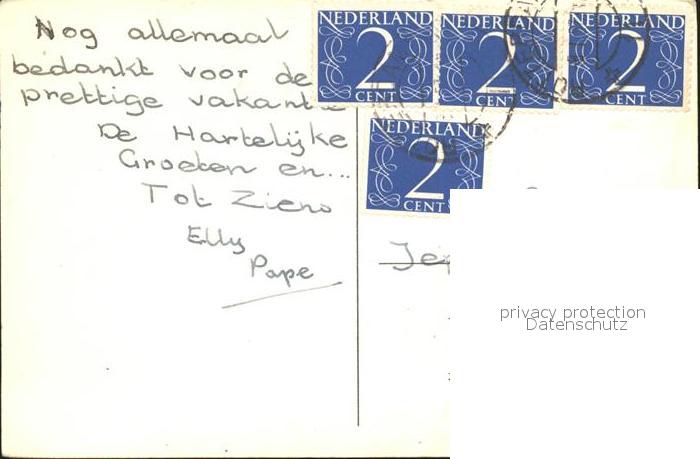 Nog allemaal
bedankt voor de
prettige vakantie
De Hartelijke
Groeten en...
Tot Ziens
Elly
Pape
NEDERLAND
2
CENT
NEDERLAND
2
CENT
NEDERLAND
2
CENT
NEDERLAND
2
CENT
privacy protection
Datenschutz